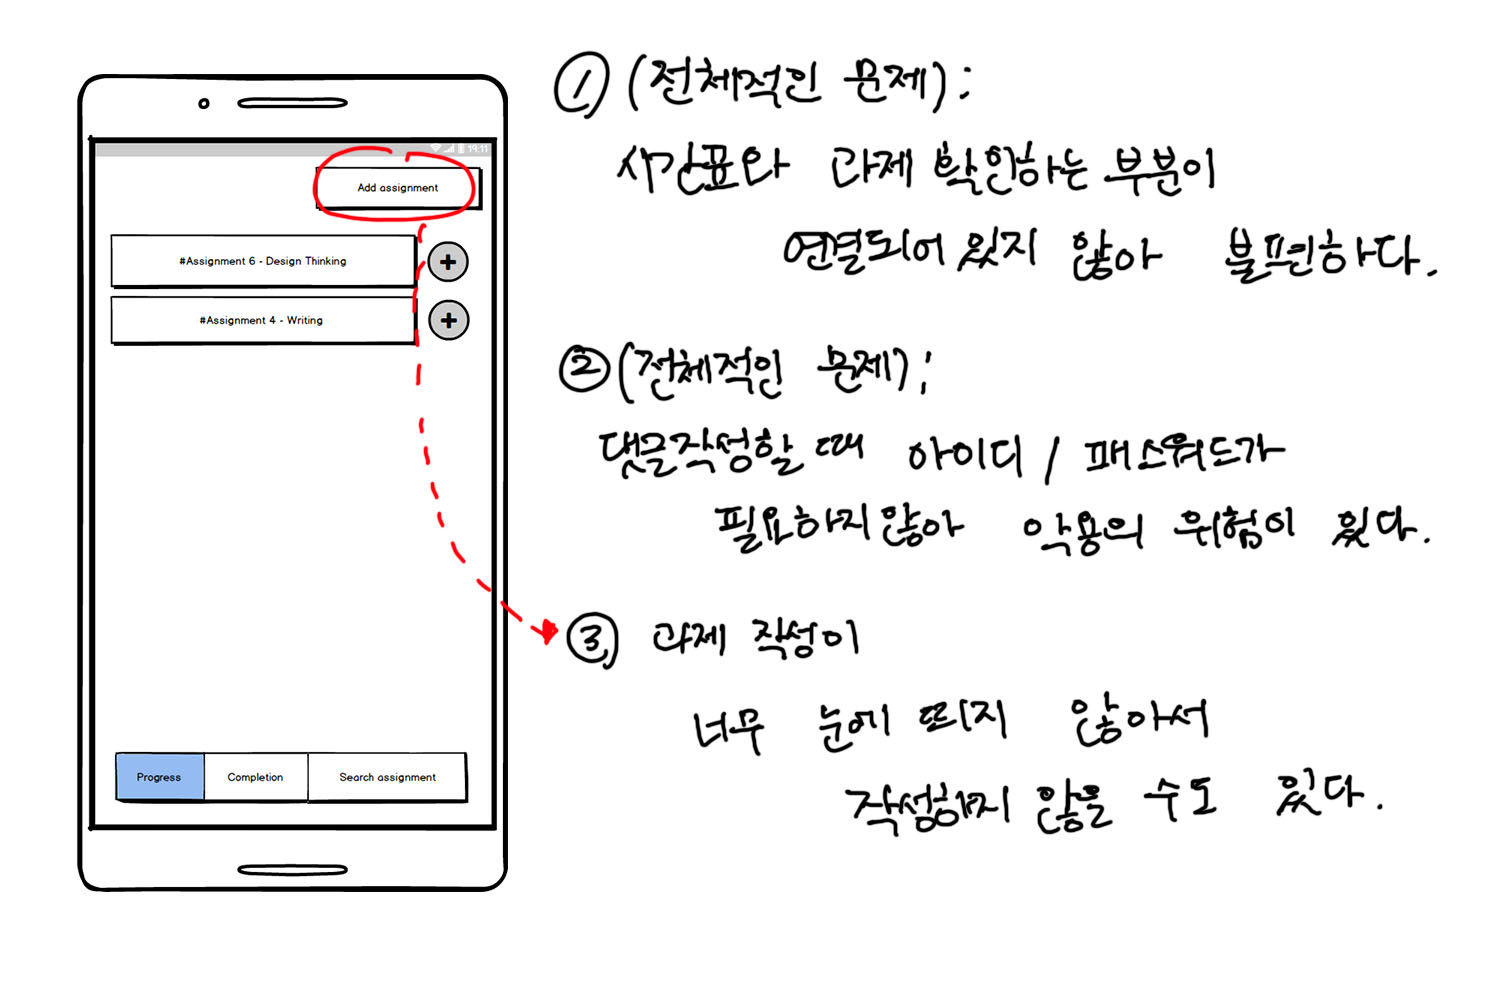 19:11
Add assignment
#Assignment 6 - Design Thinking
#Assignment 4 - Writing
Progress
Completion
Search assignment
① (전체적인 문제) :
시간표와 과제 확인하는 부분이
연결되어 있지 않아 불편하다.
② (전체적인 문제) :
댓글작성할 때 아이디 / 패스워드가
필요하지 않아 악용의 위험이 있다.
③ 과제 작성이
너무 눈에 띄지 않아서
작성하지 않을 수도 있다.